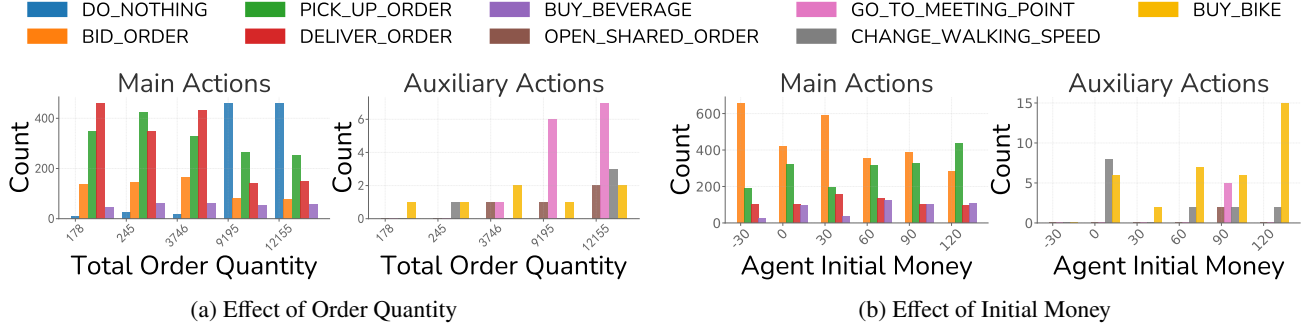 DO_NOTHING PICK_UP_ORDER BUY_BEVERAGE GO_TO_MEETING_POINT BUY_BIKE
BID_ORDER DELIVER_ORDER OPEN_SHARED_ORDER CHANGE_WALKING_SPEED
Main Actions
Count
400
200
0
178 245 3746 9195 12155
Total Order Quantity
Auxiliary Actions
Count
6
4
2
0
178 245 3746 9195 12155
Total Order Quantity
(a) Effect of Order Quantity
Main Actions
Count
600
400
200
0
-30 0 30 60 90 120
Agent Initial Money
Auxiliary Actions
Count
15
10
5
0
-30 0 30 60 90 120
Agent Initial Money
(b) Effect of Initial Money